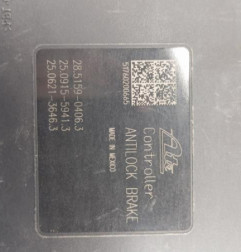 Ate
Controller
ANTILOCK BRAKE
MADE IN MEXICO
28.5159-0406.3
25.0915-5941.3
25.0621-3646.3